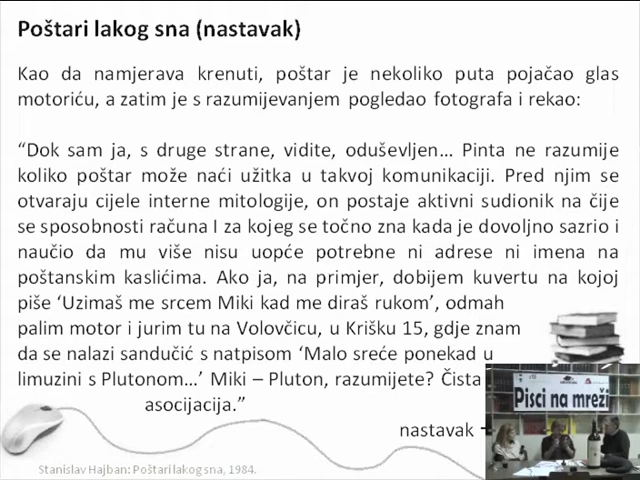 Poštari lakog sna (nastavak)
Kao da namjerava krenuti, poštar je nekoliko puta pojačao glas
motoriću, a zatim je s razumijevanjem pogledao fotografa i rekao:
“Dok sam ja, s druge strane, vidite, oduševljen… Pinta ne razumije
koliko poštar može naći užitka u takvoj komunikaciji. Pred njim se
otvaraju cijele interne mitologije, on postaje aktivni sudionik na čije
se sposobnosti računa I za kojeg se točno zna kada je dovoljno sazrio i
naučio da mu više nisu uopće potrebne ni adrese ni imena na
poštanskim kaslićima. Ako ja, na primjer, dobijem kuvertu na kojoj
piše ‘Uzimaš me srcem Miki kad me diraš rukom’, odmah
palim motor i jurim tu na Volovčicu, u Krišku 15, gdje znam
da se nalazi sandučić s natpisom ‘Malo sreće ponekad u
limuzini s Plutonom…’ Miki – Pluton, razumijete? Čista
asocijacija.”
nastavak
Stanislav Hajban: Poštari lakog sna, 1984.
Pisci na mreži